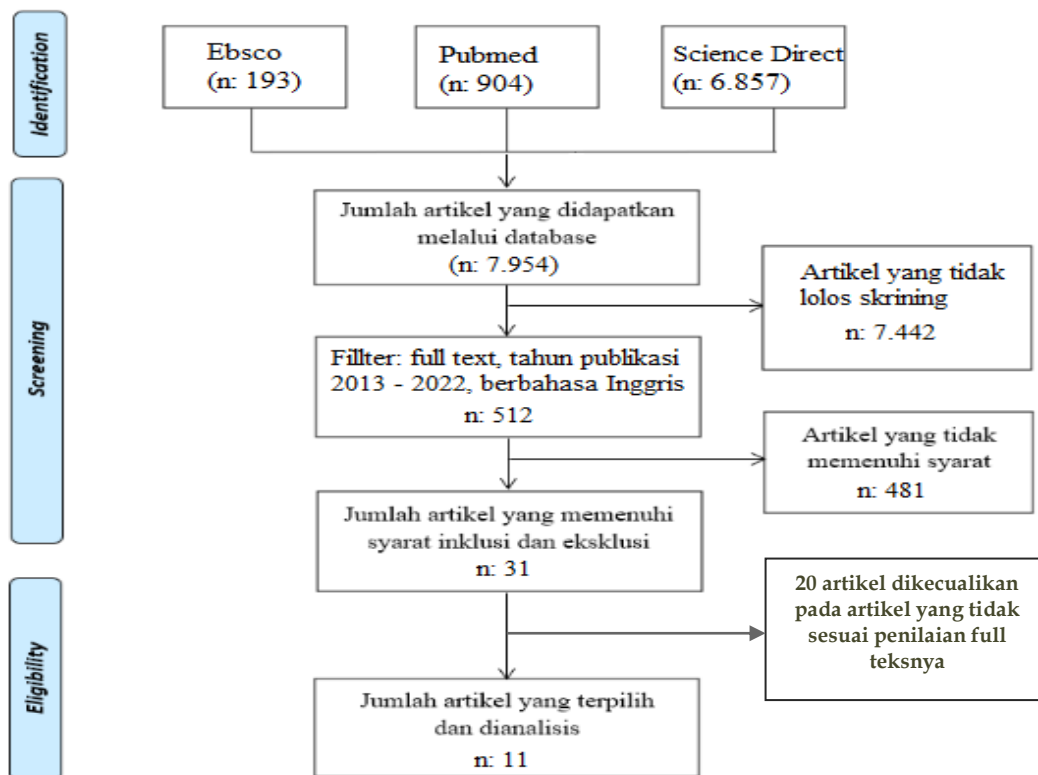 Identification
Ebsco
(n: 193)
Pubmed
(n: 904)
Science Direct
(n: 6.857)
Screening
Jumlah artikel yang didapatkan
melalui database
(n: 7.954)
Artikel yang tidak
lolos skrining
n: 7.442
Fillter: full text, tahun publikasi
2013 - 2022, berbahasa Inggris
n: 512
Artikel yang tidak
memenuhi syarat
n: 481
Jumlah artikel yang memenuhi
syarat inklusi dan eksklusi
n: 31
Eligibility
20 artikel dikecualikan
pada artikel yang tidak
sesuai penilaian full
teksnya
Jumlah artikel yang terpilih
dan dianalisis
n: 11